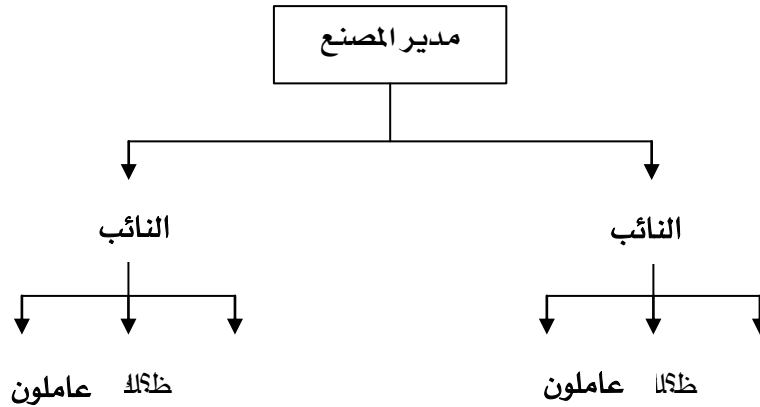 مدير المصنع
النائب
النائب
عاملون
عاملون